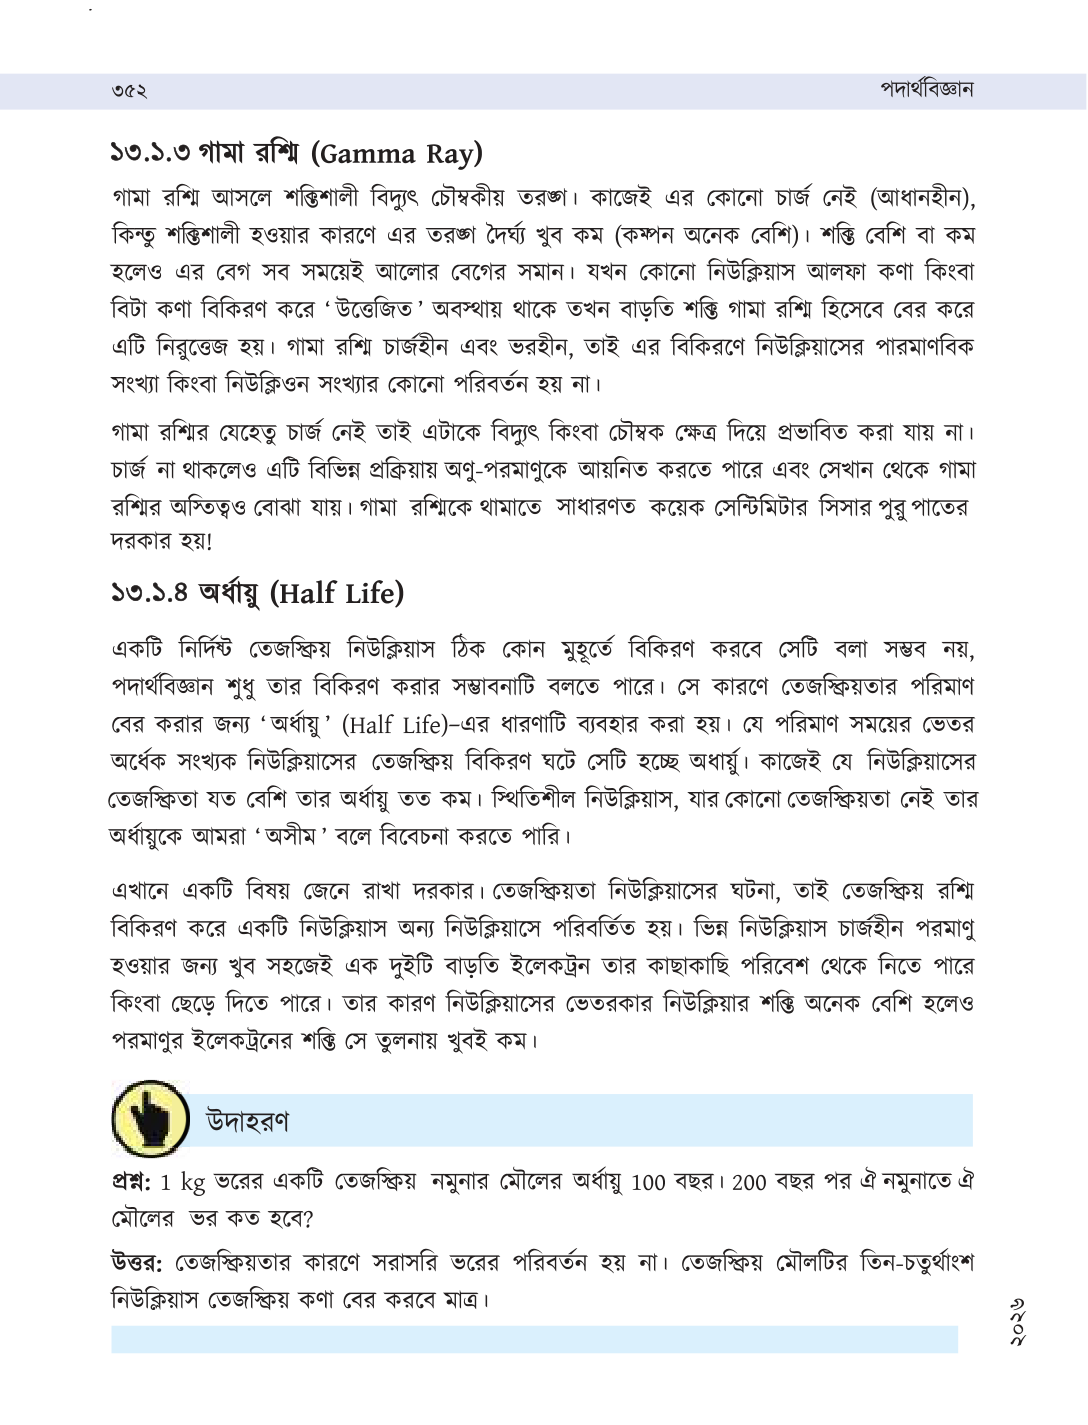 ৩৫২
পদার্থবিজ্ঞান
১৩.১.৩ গামা রশ্মি (Gamma Ray)
গামা রশ্মি আসলে শক্তিশালী বিদ্যুৎ চৌম্বকীয় তরঙ্গ। কাজেই এর কোনো চার্জ নেই (আধানহীন),
কিন্তু শক্তিশালী হওয়ার কারণে এর তরঙ্গ দৈর্ঘ্য খুব কম (কম্পন অনেক বেশি)। শক্তি বেশি বা কম
হলেও এর বেগ সব সময়েই আলোর বেগের সমান। যখন কোনো নিউক্লিয়াস আলফা কণা কিংবা
বিটা কণা বিকিরণ করে ‘উত্তেজিত’ অবস্থায় থাকে তখন বাড়তি শক্তি গামা রশ্মি হিসেবে বের করে
এটি নিরুত্তেজ হয়। গামা রশ্মি চার্জহীন এবং ভরহীন, তাই এর বিকিরণে নিউক্লিয়াসের পারমাণবিক
সংখ্যা কিংবা নিউক্লিওন সংখ্যার কোনো পরিবর্তন হয় না।
গামা রশ্মির যেহেতু চার্জ নেই তাই এটাকে বিদ্যুৎ কিংবা চৌম্বক ক্ষেত্র দিয়ে প্রভাবিত করা যায় না।
চার্জ না থাকলেও এটি বিভিন্ন প্রক্রিয়ায় অণু-পরমাণুকে আয়নিত করতে পারে এবং সেখান থেকে গামা
রশ্মির অস্তিত্বও বোঝা যায়। গামা রশ্মিকে থামাতে সাধারণত কয়েক সেন্টিমিটার সিসার পুরু পাতের
দরকার হয়!
১৩.১.৪ অর্ধায়ু (Half Life)
একটি নির্দিষ্ট তেজস্ক্রিয় নিউক্লিয়াস ঠিক কোন মুহূর্তে বিকিরণ করবে সেটি বলা সম্ভব নয়,
পদার্থবিজ্ঞান শুধু তার বিকিরণ করার সম্ভাবনাটি বলতে পারে। সে কারণে তেজস্ক্রিয়তার পরিমাণ
বের করার জন্য ‘অর্ধায়ু’ (Half Life)–এর ধারণাটি ব্যবহার করা হয়। যে পরিমাণ সময়ের ভেতর
অর্ধেক সংখ্যক নিউক্লিয়াসের তেজস্ক্রিয় বিকিরণ ঘটে সেটি হচ্ছে অধার্যু। কাজেই যে নিউক্লিয়াসের
তেজস্ক্রিতা যত বেশি তার অর্ধায়ু তত কম। স্থিতিশীল নিউক্লিয়াস, যার কোনো তেজস্ক্রিয়তা নেই তার
অর্ধায়ুকে আমরা ‘অসীম’ বলে বিবেচনা করতে পারি।
এখানে একটি বিষয় জেনে রাখা দরকার। তেজস্ক্রিয়তা নিউক্লিয়াসের ঘটনা, তাই তেজস্ক্রিয় রশ্মি
বিকিরণ করে একটি নিউক্লিয়াস অন্য নিউক্লিয়াসে পরিবর্তিত হয়। ভিন্ন নিউক্লিয়াস চার্জহীন পরমাণু
হওয়ার জন্য খুব সহজেই এক দুইটি বাড়তি ইলেকট্রন তার কাছাকাছি পরিবেশ থেকে নিতে পারে
কিংবা ছেড়ে দিতে পারে। তার কারণ নিউক্লিয়াসের ভেতরকার নিউক্লিয়ার শক্তি অনেক বেশি হলেও
পরমাণুর ইলেকট্রনের শক্তি সে তুলনায় খুবই কম।
উদাহরণ
প্রশ্ন: 1 kg ভরের একটি তেজস্ক্রিয় নমুনার মৌলের অর্ধায়ু 100 বছর। 200 বছর পর ঐ নমুনাতে ঐ
মৌলের ভর কত হবে?
উত্তর: তেজস্ক্রিয়তার কারণে সরাসরি ভরের পরিবর্তন হয় না। তেজস্ক্রিয় মৌলটির তিন-চতুর্থাংশ
নিউক্লিয়াস তেজস্ক্রিয় কণা বের করবে মাত্র।
২০২৬